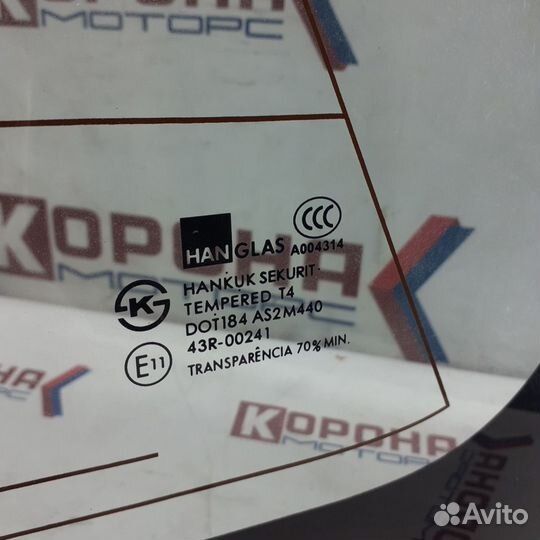 КОРОНА
МОТОРС
CCC
HANGLAS A004314
КОРОНА
МОТОРС
HANKUK SEKURIT
TEMPERED T4
DOT184 AS2M440
43R-00241
E11
TRANSPARÊNCIA 70% MIN.
КОРОНА
МОТОРС
Avito